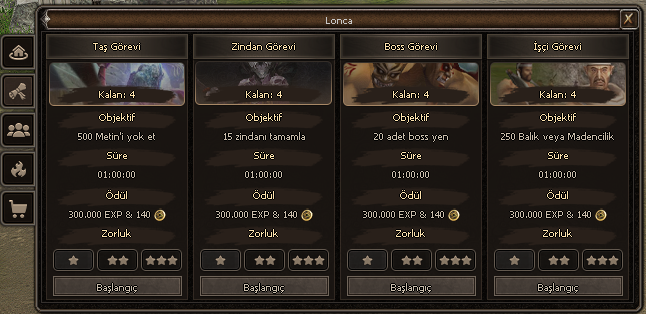 Lonca
Taş Görevi
Kalan: 4
Objektif
500 Metin'i yok et
Süre
01:00:00
Ödül
300.000 EXP & 140
Zorluk
Başlangıç
Zindan Görevi
Kalan: 4
Objektif
15 zindanı tamamla
Süre
01:00:00
Ödül
300.000 EXP & 140
Zorluk
Başlangıç
Boss Görevi
Kalan: 4
Objektif
20 adet boss yen
Süre
01:00:00
Ödül
300.000 EXP & 140
Zorluk
Başlangıç
İşçi Görevi
Kalan: 4
Objektif
250 Balık veya Madencilik
Süre
01:00:00
Ödül
300.000 EXP & 140
Zorluk
Başlangıç